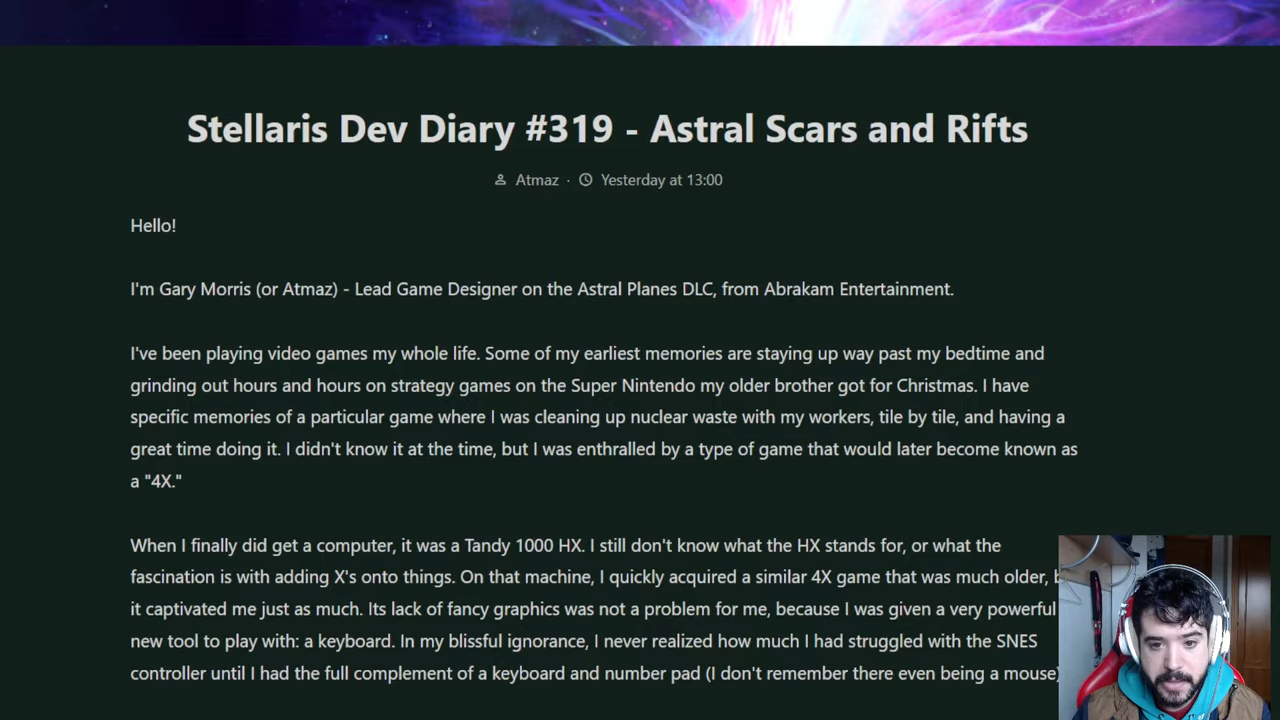 Stellaris Dev Diary #319 - Astral Scars and Rifts
Atmaz · Yesterday at 13:00
Hello!
I'm Gary Morris (or Atmaz) - Lead Game Designer on the Astral Planes DLC, from Abrakam Entertainment.
I've been playing video games my whole life. Some of my earliest memories are staying up way past my bedtime and
grinding out hours and hours on strategy games on the Super Nintendo my older brother got for Christmas. I have
specific memories of a particular game where I was cleaning up nuclear waste with my workers, tile by tile, and having a
great time doing it. I didn't know it at the time, but I was enthralled by a type of game that would later become known as
a "4X."
When I finally did get a computer, it was a Tandy 1000 HX. I still don't know what the HX stands for, or what the
fascination is with adding X's onto things. On that machine, I quickly acquired a similar 4X game that was much older,
it captivated me just as much. Its lack of fancy graphics was not a problem for me, because I was given a very powerful
new tool to play with: a keyboard. In my blissful ignorance, I never realized how much I had struggled with the SNES
controller until I had the full complement of a keyboard and number pad (I don't remember there even being a mouse)